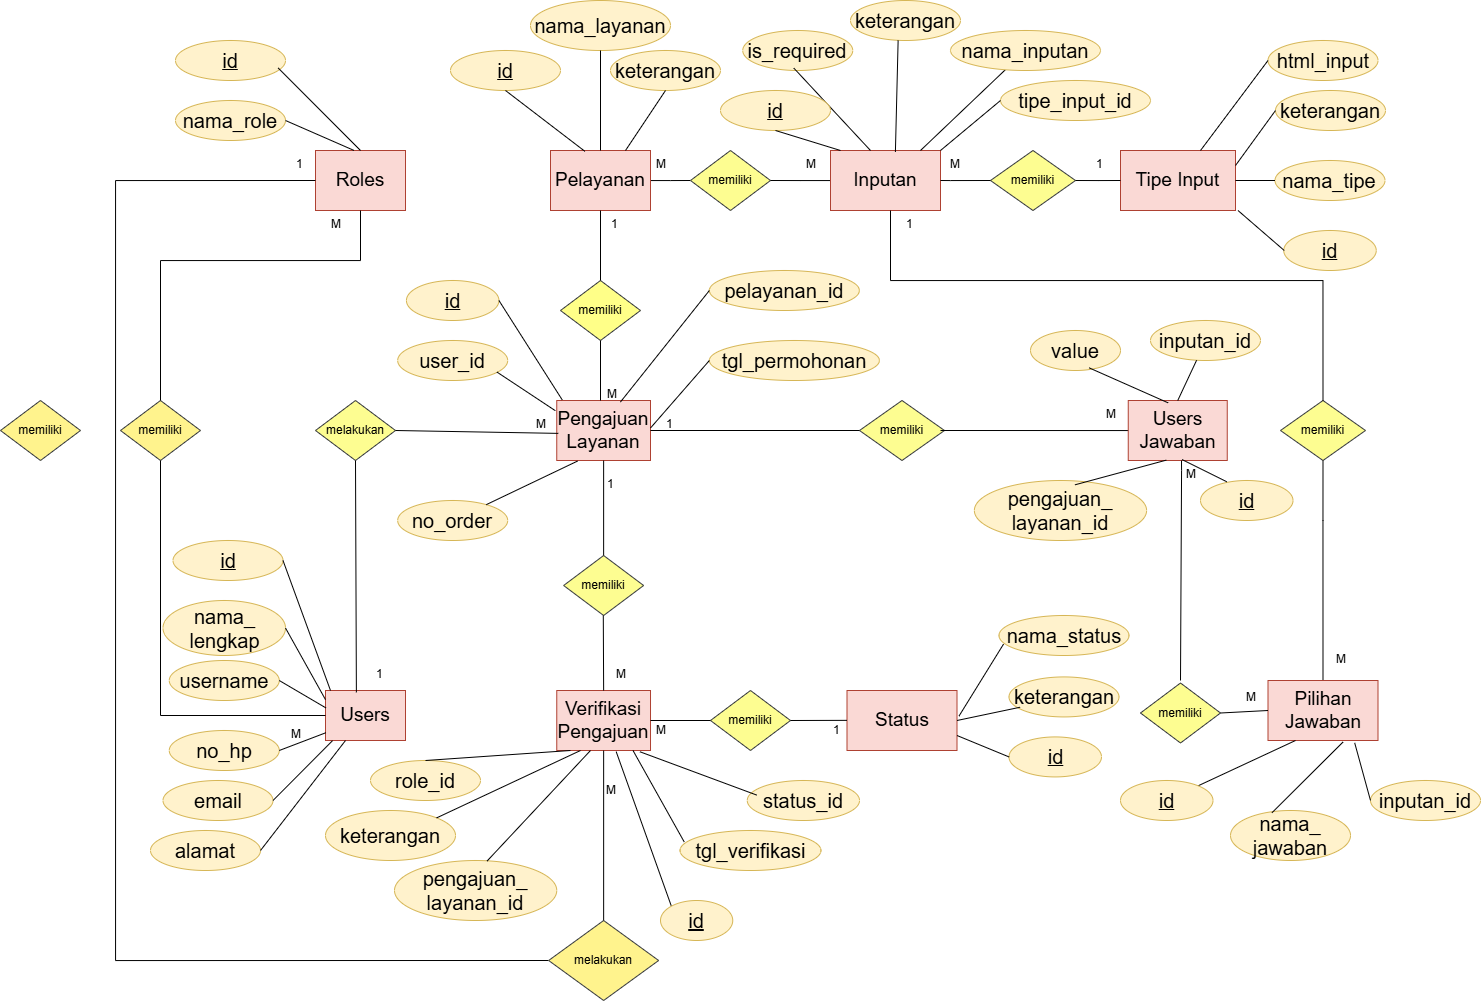 nama_layanan
keterangan
is_required
nama_inputan
id
id
keterangan
html_input
id
tipe_input_id
keterangan
nama_role
1
Roles
Pelayanan
M
memiliki
M
Inputan
M
memiliki
1
Tipe Input
nama_tipe
M
1
1
id
id
memiliki
pelayanan_id
user_id
tgl_permohonan
value
inputan_id
M
memiliki
memiliki
melakukan
M
Pengajuan
Layanan
1
memiliki
M
Users
Jawaban
memiliki
1
M
no_order
pengajuan_
layanan_id
id
id
memiliki
nama_
lengkap
nama_status
username
1
M
M
keterangan
Users
M
Verifikasi
Pengajuan
M
memiliki
1
Status
memiliki
M
Pilihan
Jawaban
no_hp
id
role_id
M
email
status_id
id
inputan_id
alamat
keterangan
tgl_verifikasi
nama_
jawaban
pengajuan_
layanan_id
id
melakukan